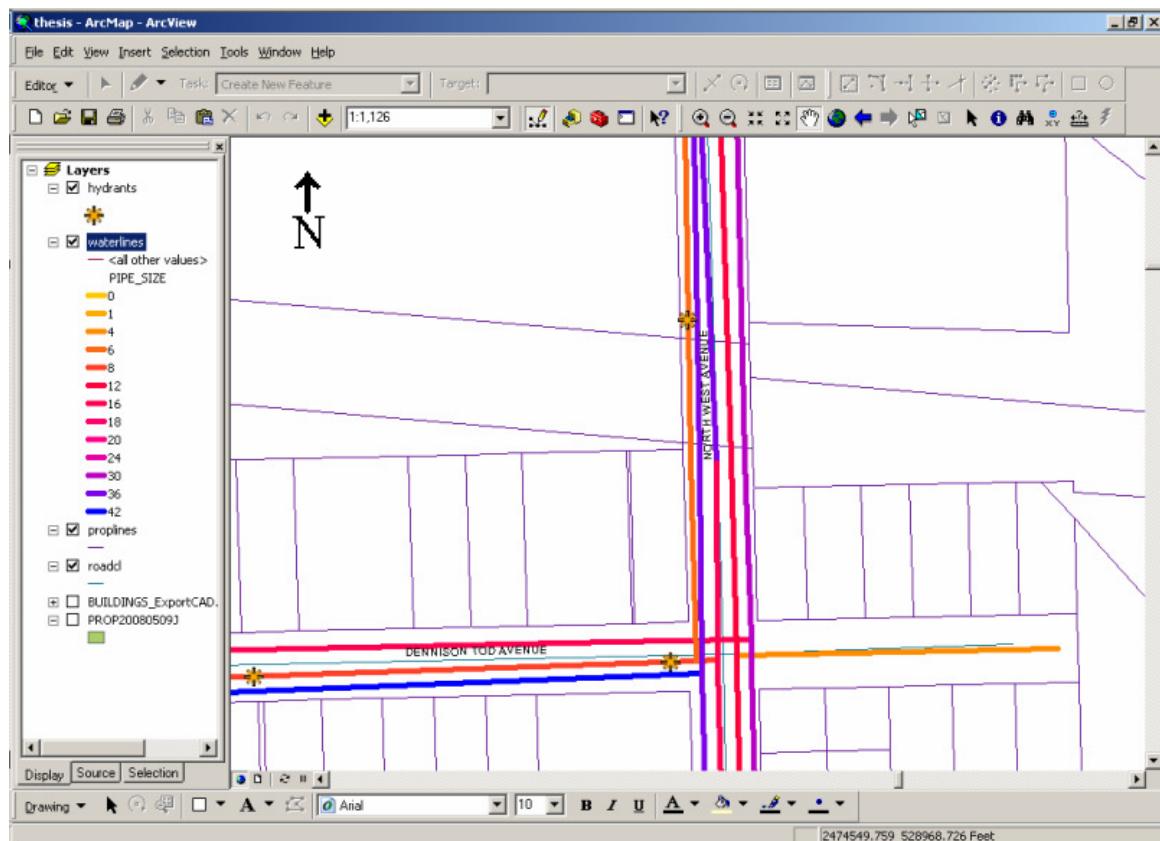 thesis - ArcMap - ArcView
File Edit View Insert Selection Tools Window Help
Editor Task: Create New Feature Target:
1:1,126
Layers
hydrants
waterlines
<all other values>
PIPE_SIZE
0
1
4
6
8
12
16
18
20
24
30
36
42
proplines
roadcl
BUILDINGS_ExportCAD.
PROP20080509J
N
NORTH WEST AVENUE
DENNISON TOD AVENUE
Display Source Selection
Drawing A Arial 10 B I U A
2474549.759 528968.726 Feet